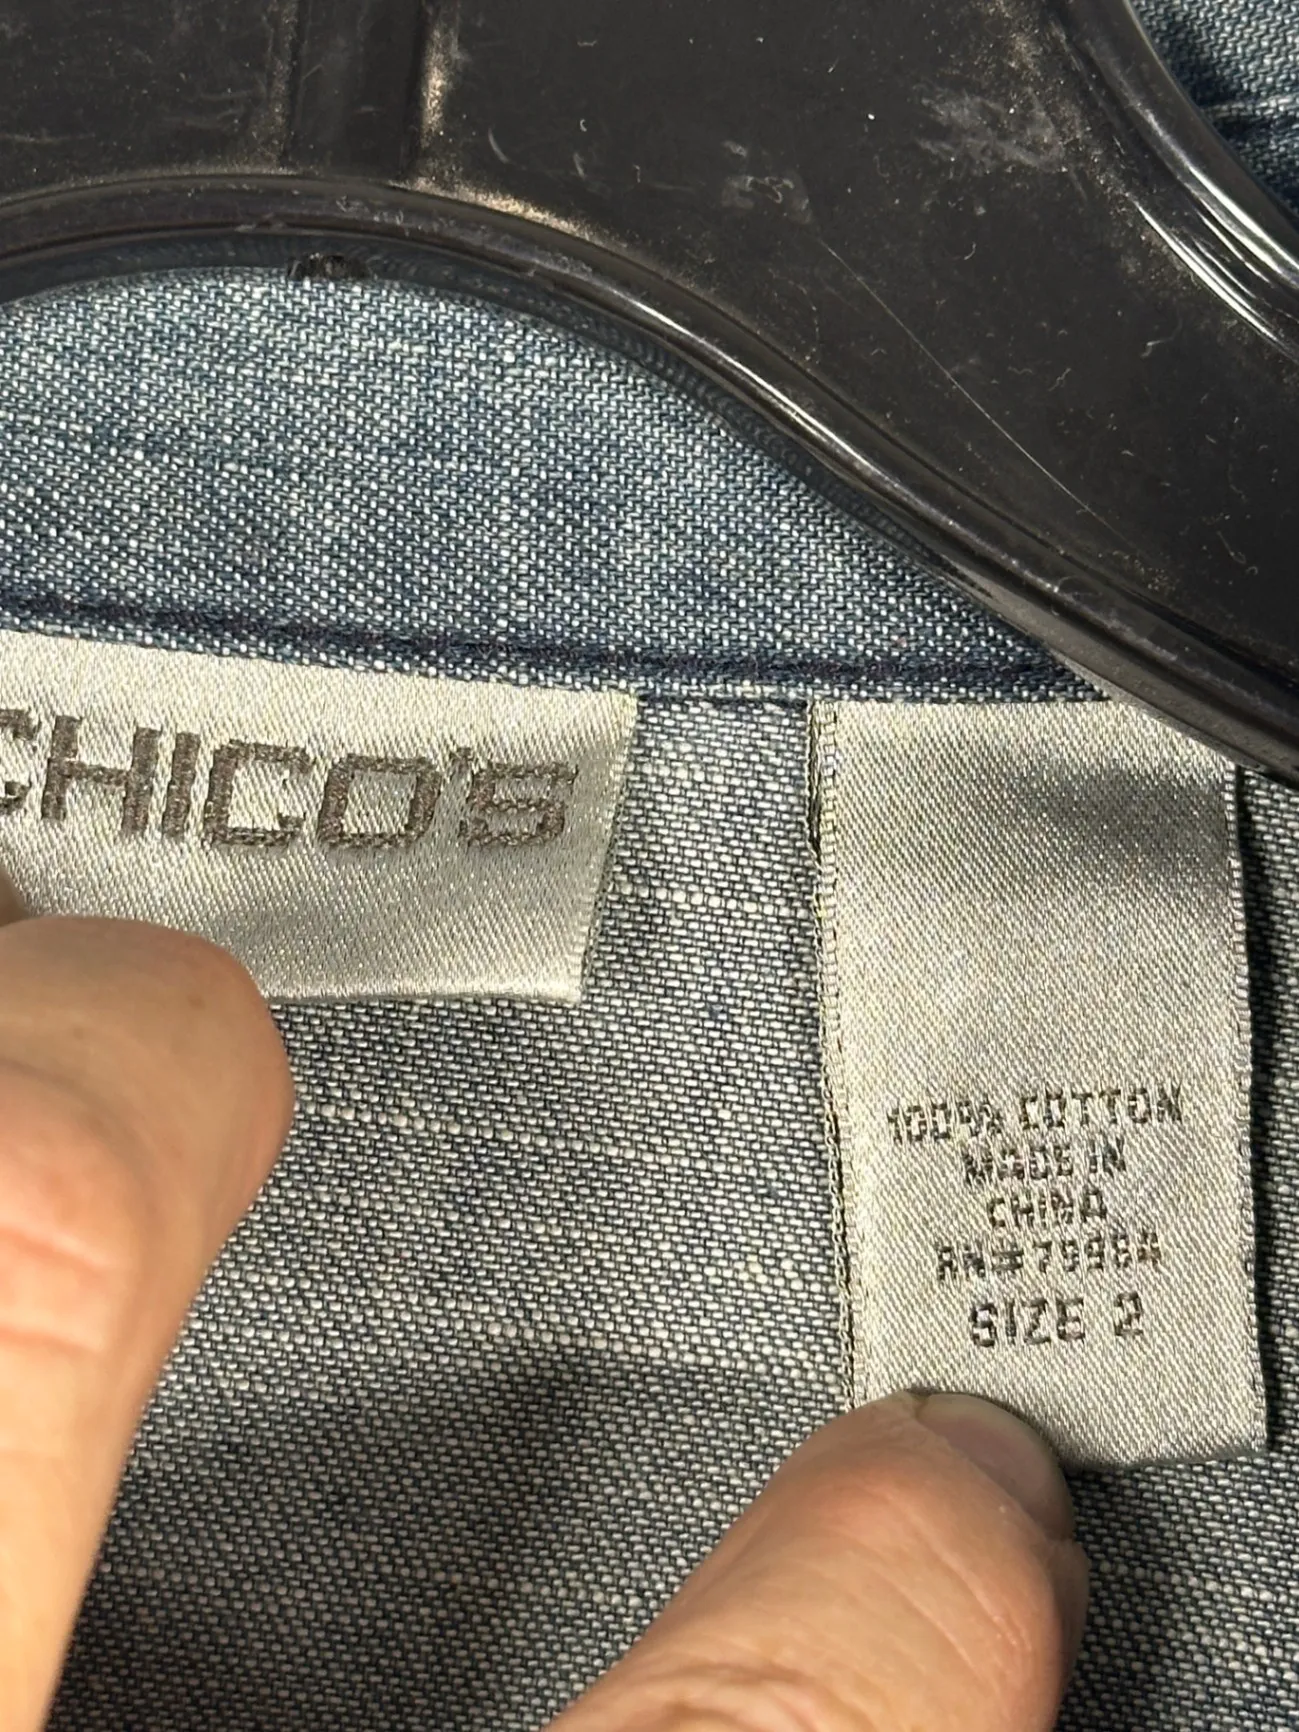 CHICO'S
100% COTTON
MADE IN
CHINA
RN#79984
SIZE 2